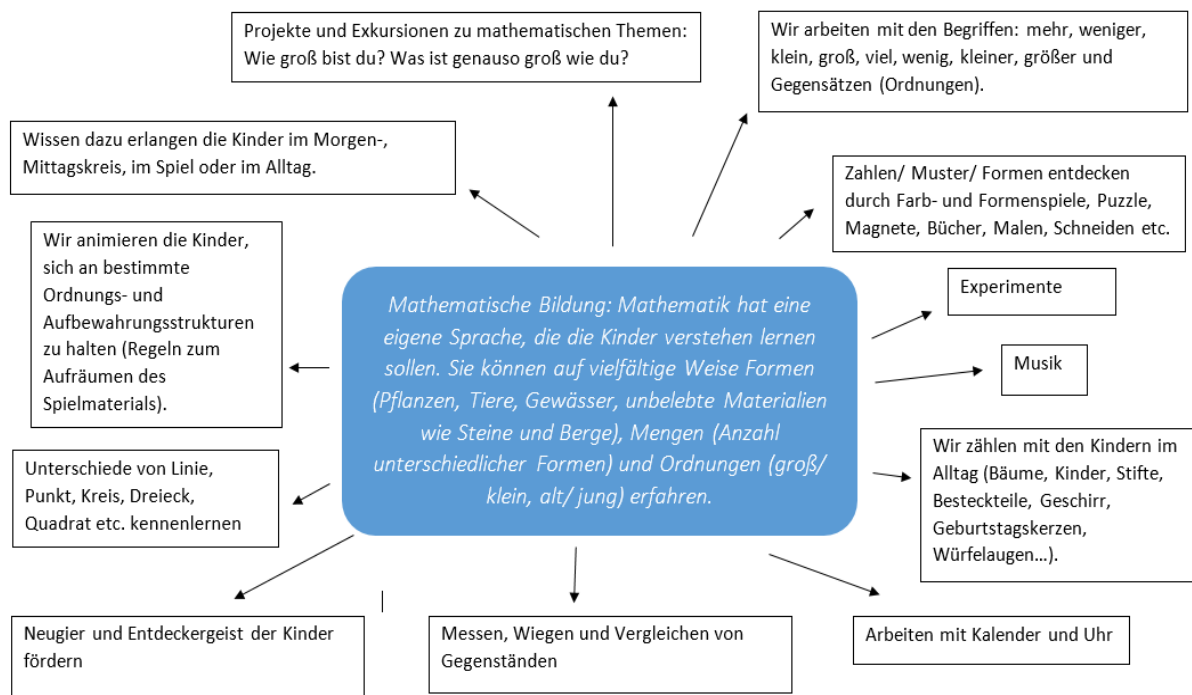 Projekte und Exkursionen zu mathematischen Themen:
Wie groß bist du? Was ist genauso groß wie du?
Wir arbeiten mit den Begriffen: mehr, weniger,
klein, groß, viel, wenig, kleiner, größer und
Gegensätzen (Ordnungen).
Wissen dazu erlangen die Kinder im Morgen-,
Mittagskreis, im Spiel oder im Alltag.
Zahlen/ Muster/ Formen entdecken
durch Farb- und Formenspiele, Puzzle,
Magnete, Bücher, Malen, Schneiden etc.
Wir animieren die Kinder,
sich an bestimmte
Ordnungs- und
Aufbewahrungsstrukturen
zu halten (Regeln zum
Aufräumen des
Spielmaterials).
Mathematische Bildung: Mathematik hat eine
eigene Sprache, die die Kinder verstehen lernen
sollen. Sie können auf vielfältige Weise Formen
(Pflanzen, Tiere, Gewässer, unbelebte Materialien
wie Steine und Berge), Mengen (Anzahl
unterschiedlicher Formen) und Ordnungen (groß/
klein, alt/ jung) erfahren.
Experimente
Musik
Unterschiede von Linie,
Punkt, Kreis, Dreieck,
Quadrat etc. kennenlernen
Wir zählen mit den Kindern im
Alltag (Bäume, Kinder, Stifte,
Besteckteile, Geschirr,
Geburtstagskerzen,
Würfelaugen…).
Neugier und Entdeckergeist der Kinder
fördern
Messen, Wiegen und Vergleichen von
Gegenständen
Arbeiten mit Kalender und Uhr